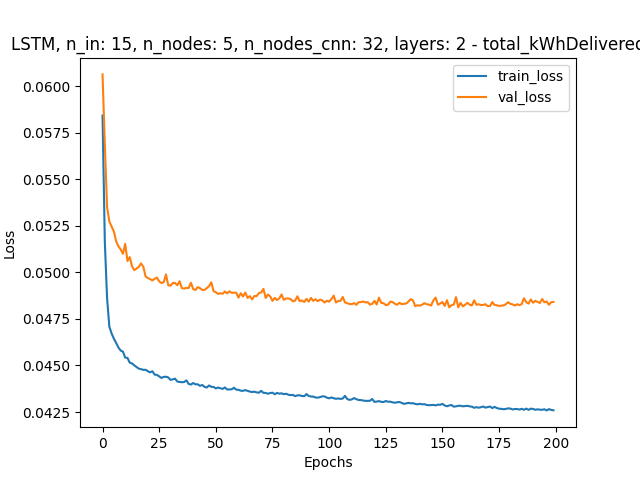 LSTM, n_in: 15, n_nodes: 5, n_nodes_cnn: 32, layers: 2 - total_kWhDelivered
train_loss
val_loss
0.0600
0.0575
0.0550
0.0525
0.0500
0.0475
0.0450
0.0425
Loss
0 25 50 75 100 125 150 175 200
Epochs